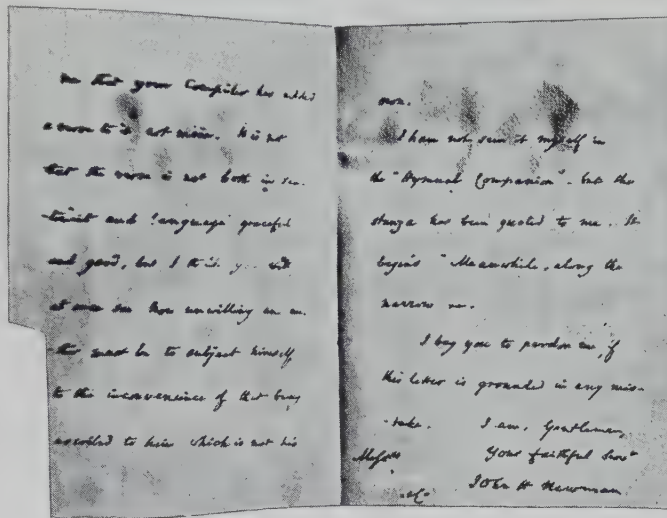 me that your Compiler has added
a verse to it not mine. It is not
that the verse is not both in sen-
timent and language graceful
and good, but I think you will
at once see how unwilling an au-
thor must be to subject himself
to the inconvenience of that being
ascribed to him which is not his
own.
I have not seen it myself in
the "Hymnal Companion" - but the
stanza has been quoted to me. It
begins "Meanwhile, along the
narrow
I beg you to pardon me, if
this letter is grounded in any mis-
-take. I am, Gentlemen,
Your faithful Servt
Messrs
John H Newman